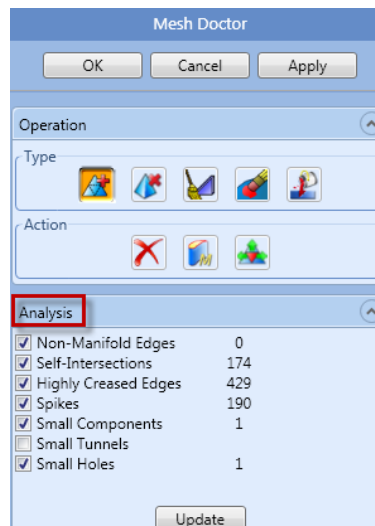 Mesh Doctor
OK Cancel Apply
Operation
Type
Action
Analysis
Non-Manifold Edges 0
Self-Intersections 174
Highly Creased Edges 429
Spikes 190
Small Components 1
Small Tunnels
Small Holes 1
Update